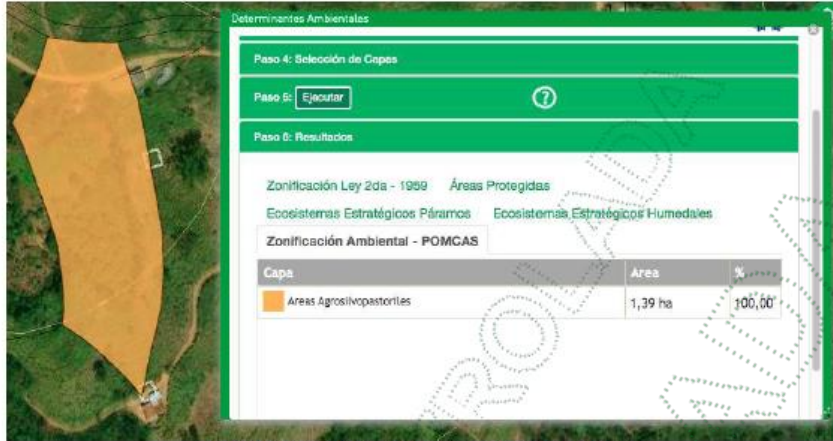 Determinantes Ambientales
Paso 4: Selección de Capas
Paso 5: Ejecutar ?
Paso 6: Resultados
Zonificación Ley 2da - 1959 Áreas Protegidas
Ecosistemas Estratégicos Páramos Ecosistemas Estratégicos Humedales
Zonificación Ambiental - POMCAS
Capa Area %
Areas Agrosilvopastoriles 1,39 ha 100,00